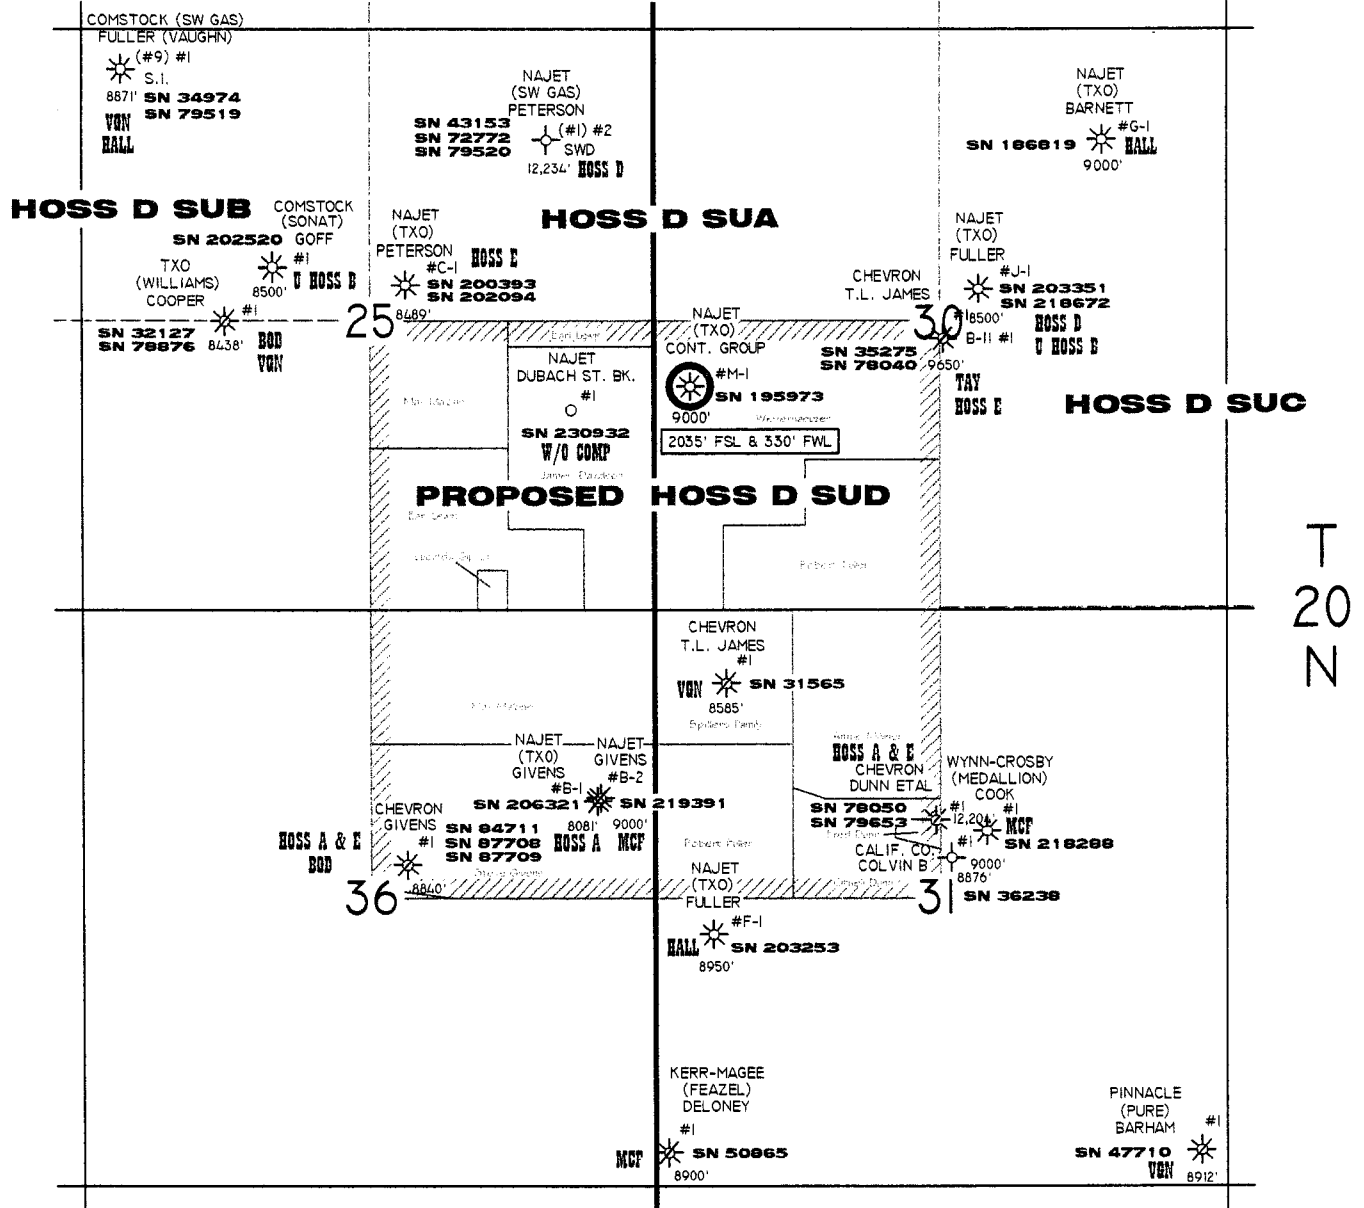 COMSTOCK (SW GAS)
FULLER (VAUGHN)
(#9) #1
S.I.
8871' SN 34974
SN 79519
VGN
HALL
NAJET
(SW GAS)
PETERSON
SN 43153
SN 72772
SN 79520
(#1) #2
SWD
12,234' HOSS D
NAJET
(TXO)
BARNETT
#G-1
SN 186819
HALL
9000'
HOSS D SUB
HOSS D SUA
COMSTOCK
(SONAT)
GOFF
SN 202520
#1
U HOSS B
8500'
TXO
(WILLIAMS)
COOPER
#1
SN 32127
SN 78876
8438'
BOD
VGN
NAJET
(TXO)
PETERSON
#C-1
HOSS E
SN 200393
SN 202094
8489'
25
NAJET
(TXO)
FULLER
#J-1
SN 203351
SN 218672
8500'
HOSS D
U HOSS B
CHEVRON
T.L. JAMES
30
#1
B-11 #1
SN 35275
SN 78040
9650'
TAY
HOSS E
HOSS D SUC
NAJET
(TXO)
CONT. GROUP
#M-1
SN 195973
9000'
2035' FSL & 330' FWL
NAJET
DUBACH ST. BK.
#1
SN 230932
W/O COMP
PROPOSED HOSS D SUD
T
20
N
CHEVRON
T.L. JAMES
#1
VGN
SN 31565
8585'
Spillers Family
NAJET
(TXO)
GIVENS
#B-1
SN 206321
8081'
HOSS A
NAJET
GIVENS
#B-2
SN 219391
9000'
MCF
CHEVRON
GIVENS
#1
SN 84711
SN 87708
SN 87709
HOSS A & E
BOD
8840'
36
HOSS A & E
CHEVRON
DUNN ETAL
#1
SN 78050
SN 79653
WYNN-CROSBY
(MEDALLION)
COOK
#1
12,204'
MCF
SN 218288
9000'
CALIF. CO.
COLVIN B
#1
8876'
SN 36238
31
NAJET
(TXO)
FULLER
#F-1
HALL
SN 203253
8950'
KERR-MAGEE
(FEAZEL)
DELONEY
#1
MCF
SN 50865
8900'
PINNACLE
(PURE)
BARHAM
#1
SN 47710
VGN
8912'